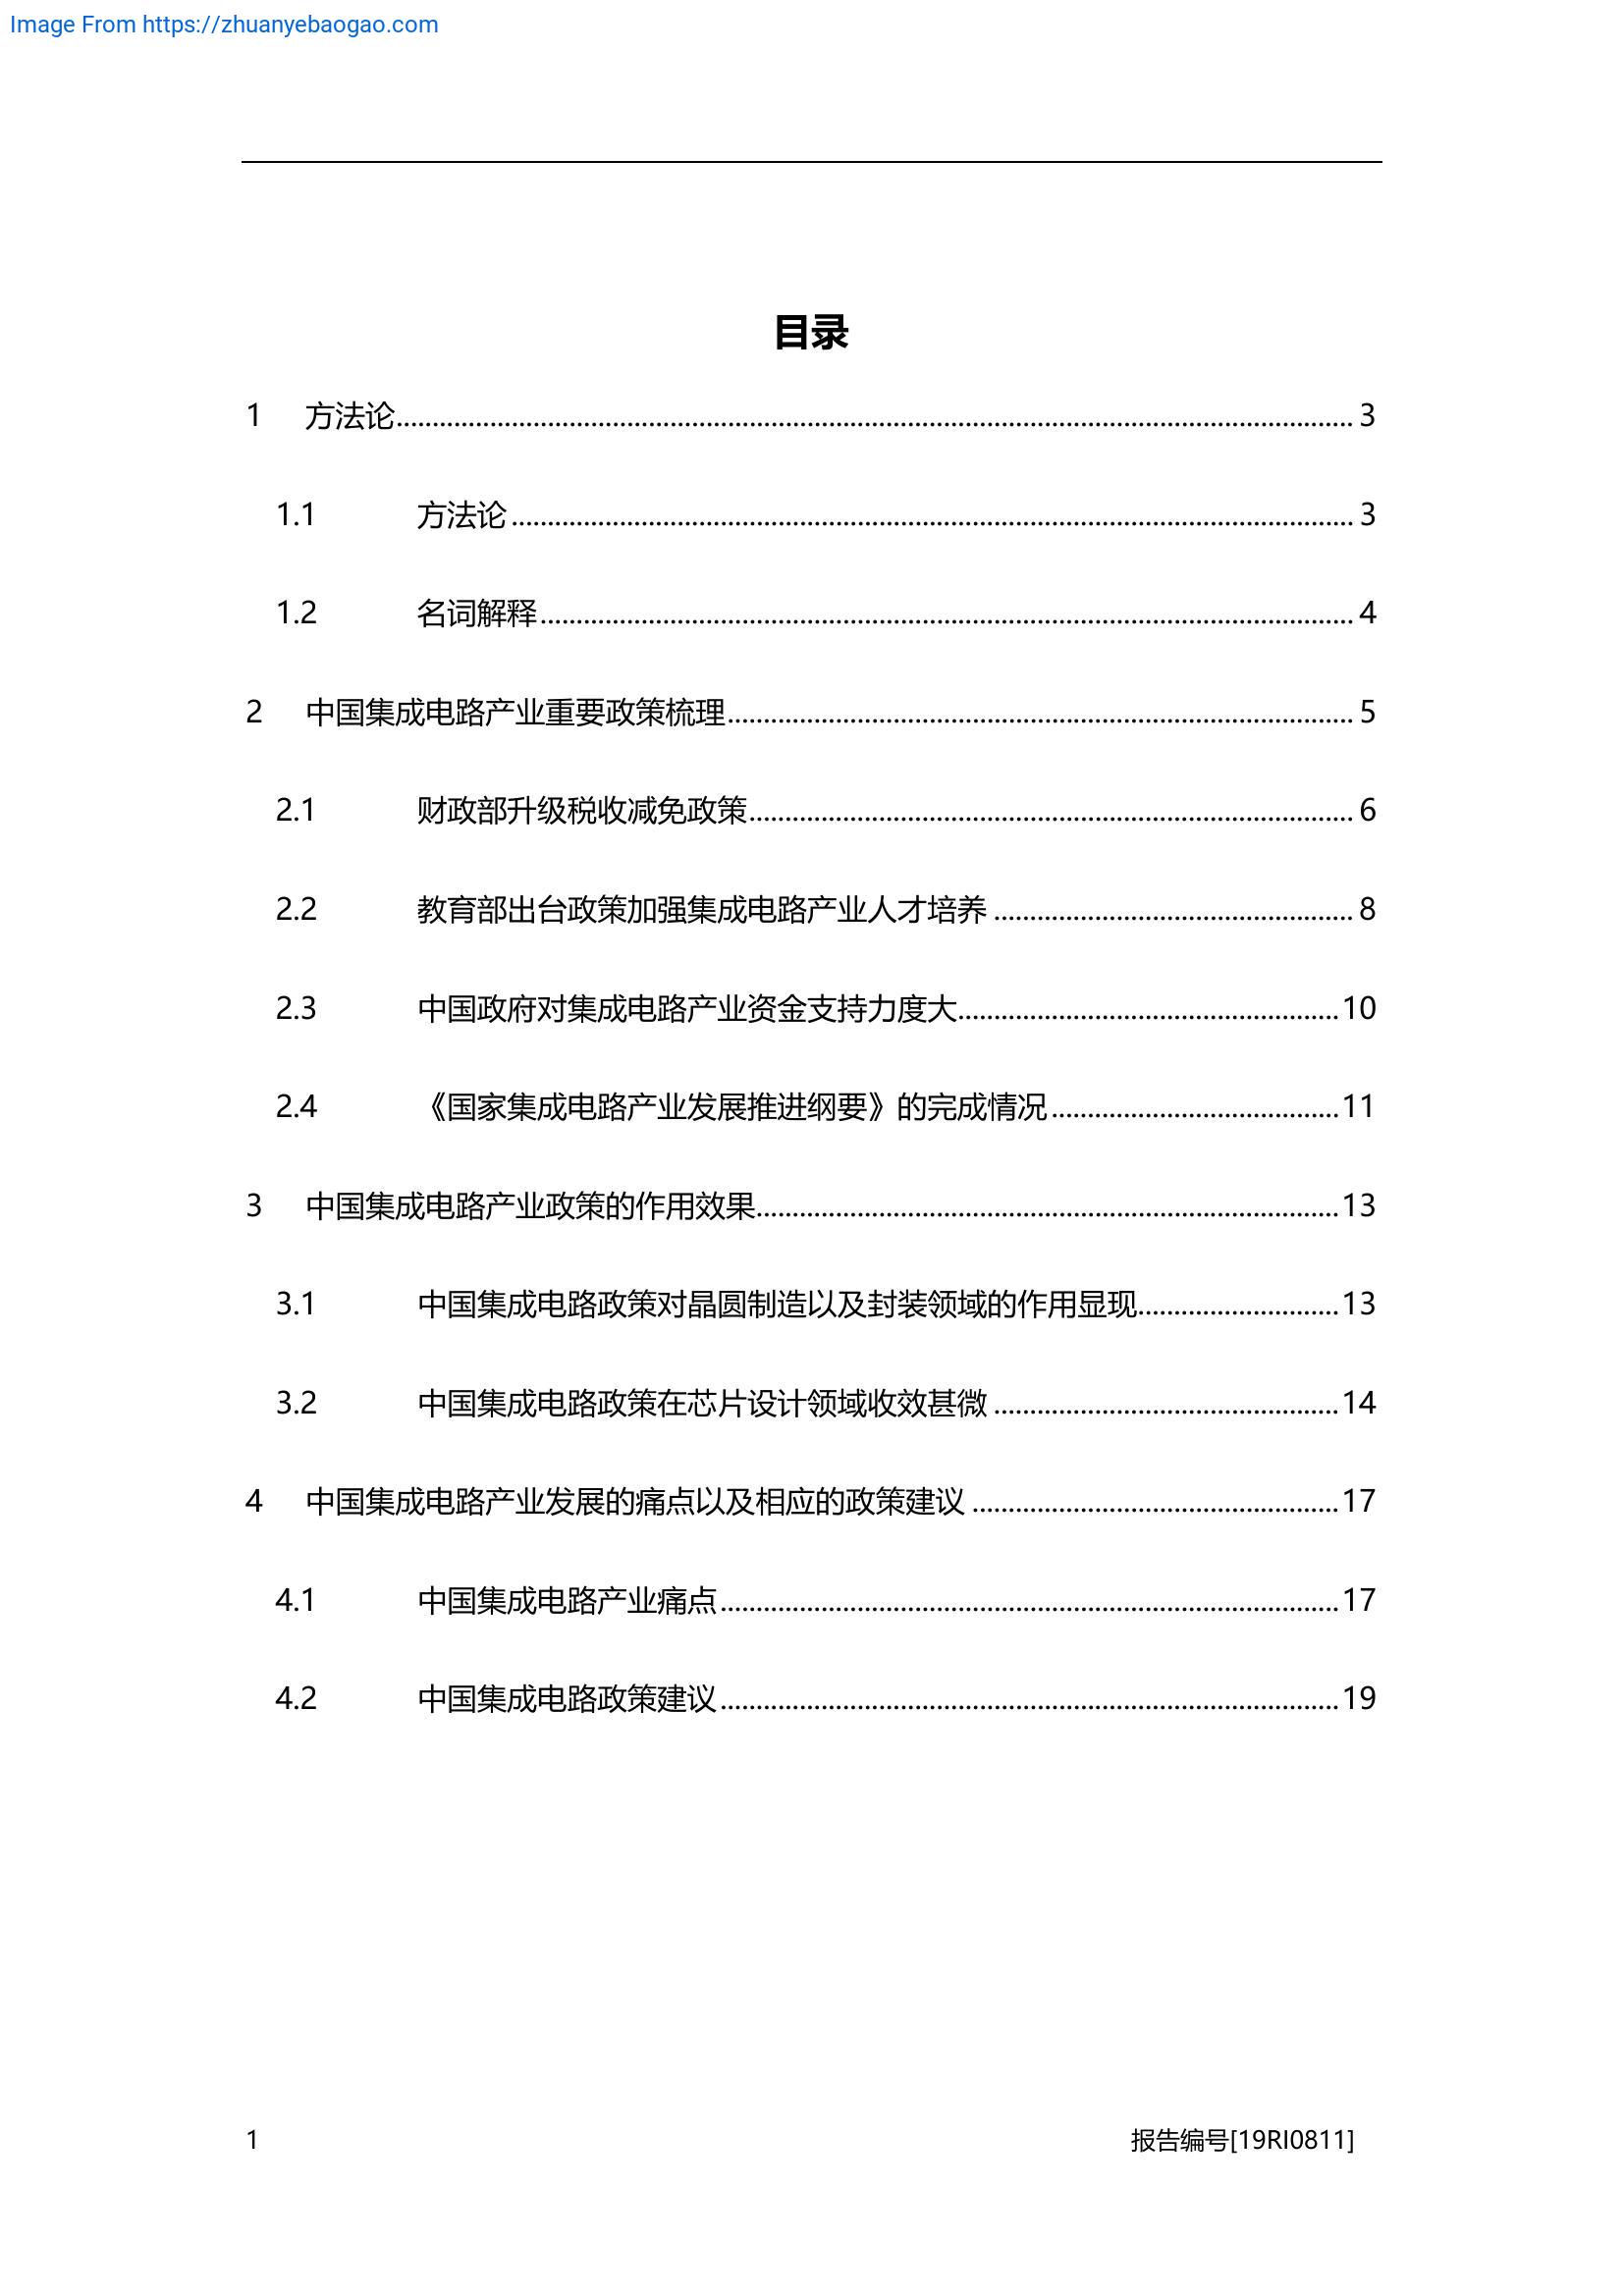 Image From https://zhuanyebaogao.com
目录
1 方法论 3
1.1 方法论 3
1.2 名词解释 4
2 中国集成电路产业重要政策梳理 5
2.1 财政部升级税收减免政策 6
2.2 教育部出台政策加强集成电路产业人才培养 8
2.3 中国政府对集成电路产业资金支持力度大 10
2.4 《国家集成电路产业发展推进纲要》的完成情况 11
3 中国集成电路产业政策的作用效果 13
3.1 中国集成电路政策对晶圆制造以及封装领域的作用显现 13
3.2 中国集成电路政策在芯片设计领域收效甚微 14
4 中国集成电路产业发展的痛点以及相应的政策建议 17
4.1 中国集成电路产业痛点 17
4.2 中国集成电路政策建议 19
1 报告编号[19RI0811]